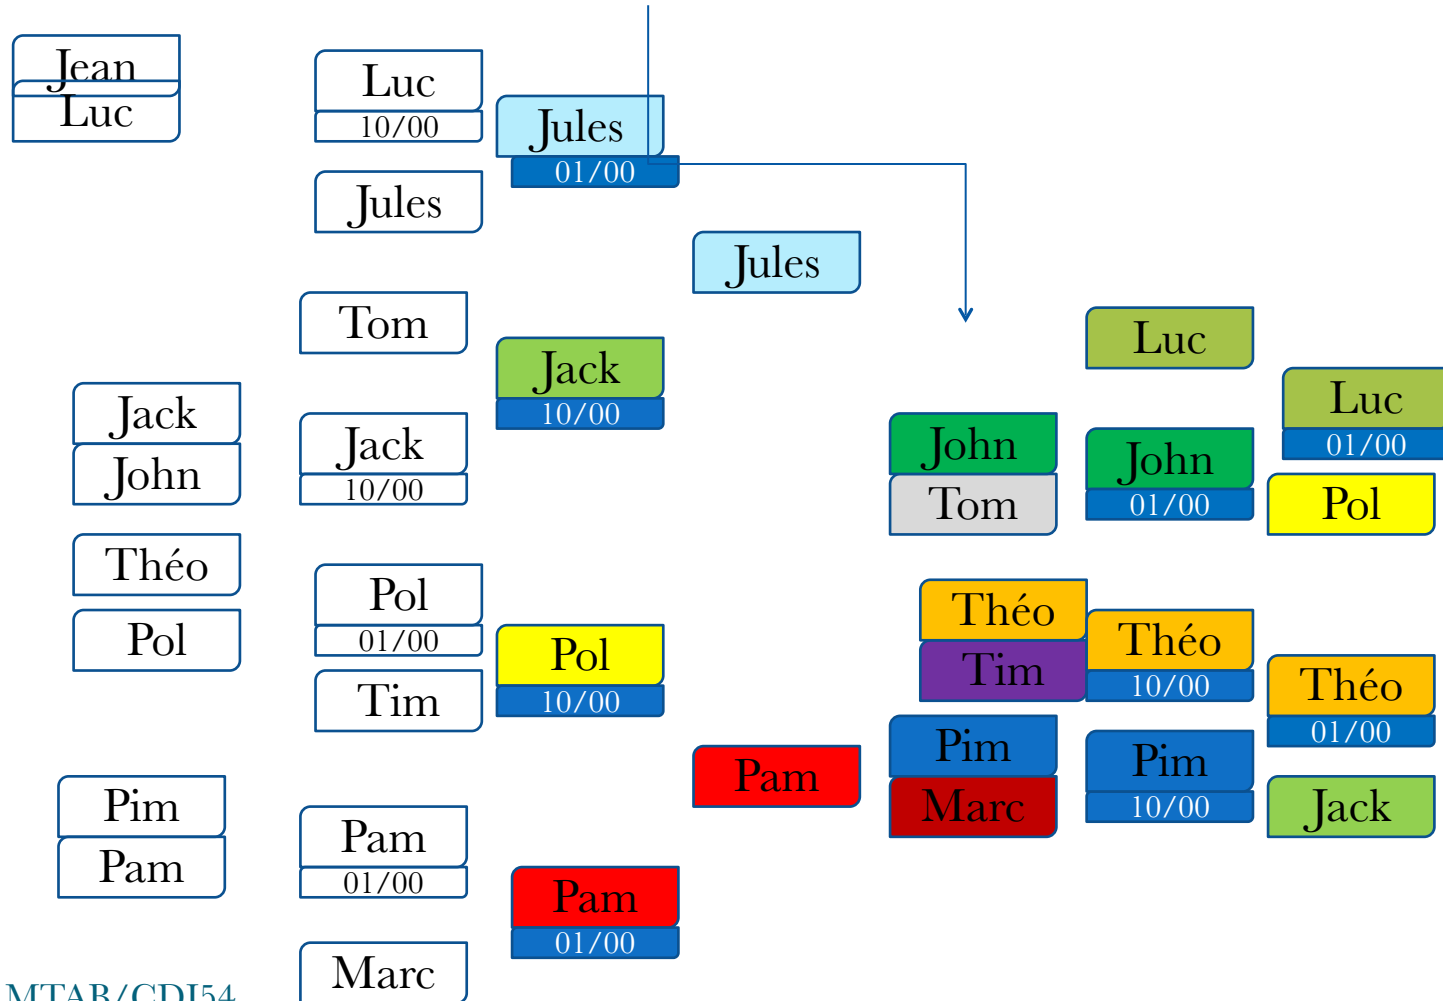 Jean
Luc
Jack
John
Théo
Pol
Pim
Pam
Luc
10/00
Jules
Tom
Jack
10/00
Pol
01/00
Tim
Pam
01/00
Marc
Jules
01/00
Jack
10/00
Pol
10/00
Pam
01/00
Jules
Pam
John
Tom
Théo
Tim
Pim
Marc
Luc
John
01/00
Théo
10/00
Pim
10/00
Luc
01/00
Pol
Théo
01/00
Jack
MTAB/CDI54